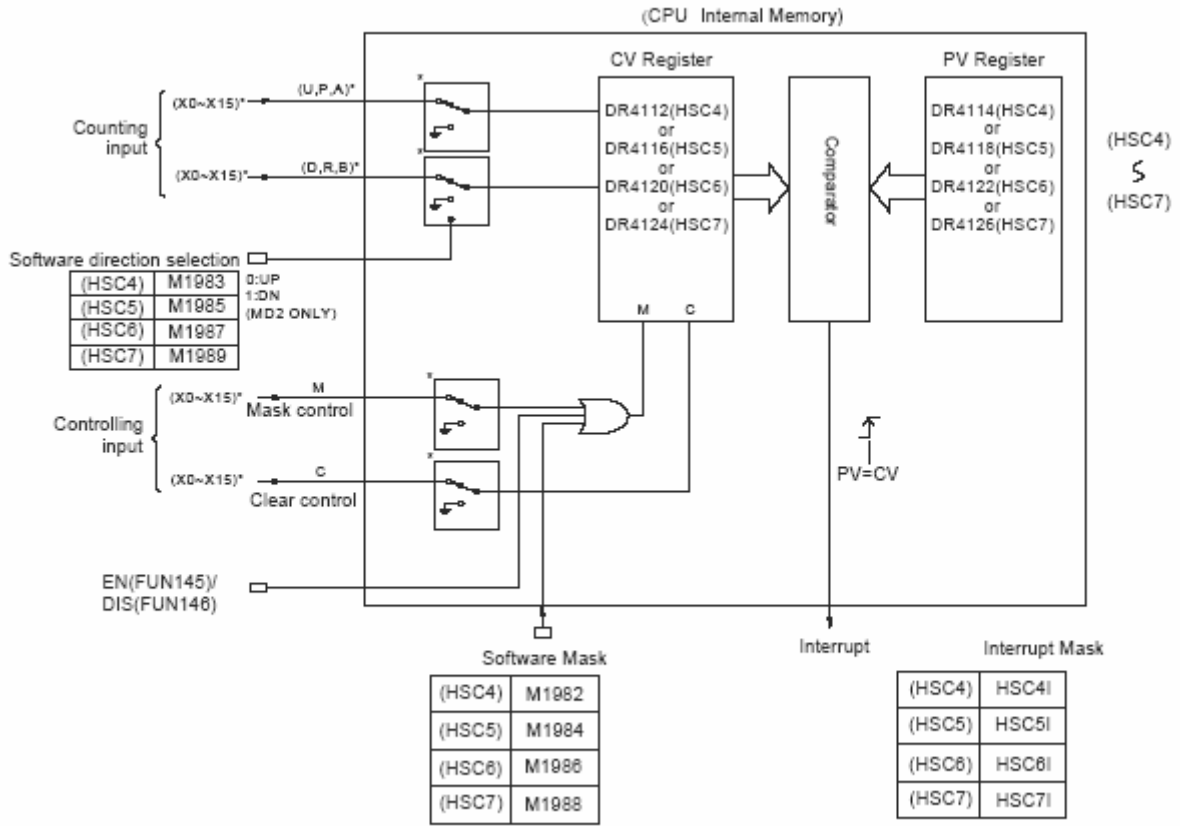 (CPU Internal Memory)
CV Register
PV Register
*
(X0~X15)*
(U,P,A)*
Counting
input
*
(X0~X15)*
(D,R,B)*
DR4112(HSC4)
or
DR4116(HSC5)
or
DR4120(HSC6)
or
DR4124(HSC7)
M C
Comparator
DR4114(HSC4)
or
DR4118(HSC5)
or
DR4122(HSC6)
or
DR4126(HSC7)
(HSC4)
(HSC7)
Software direction selection
(HSC4) M1983
(HSC5) M1985
(HSC6) M1987
(HSC7) M1989
0:UP
1:DN
(MD2 ONLY)
*
(X0~X15)*
M
Mask control
Controlling
input
*
(X0~X15)*
C
Clear control
PV=CV
EN(FUN145)/
DIS(FUN146)
Software Mask
(HSC4) M1982
(HSC5) M1984
(HSC6) M1986
(HSC7) M1988
Interrupt
Interrupt Mask
(HSC4) HSC4I
(HSC5) HSC5I
(HSC6) HSC6I
(HSC7) HSC7I